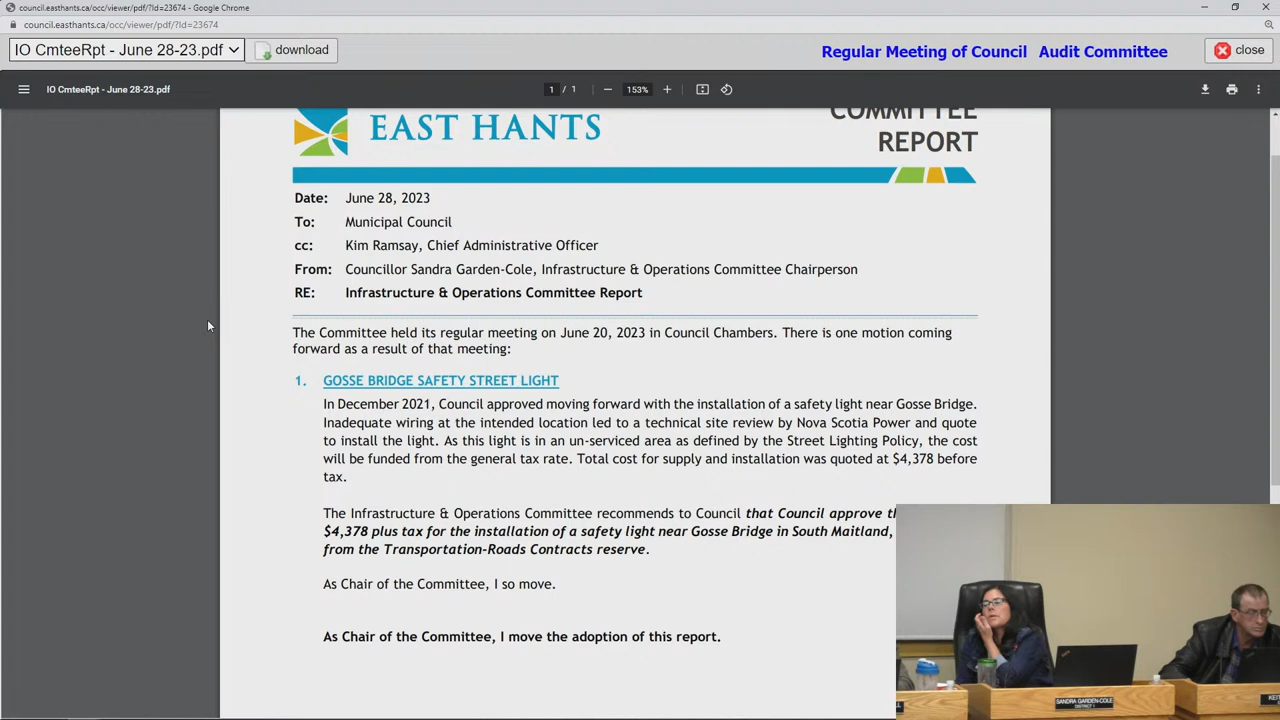 council.easthants.ca/occ/viewer/pdf/?Id=23674 - Google Chrome
council.easthants.ca/occ/viewer/pdf/?Id=23674
IO CmteeRpt - June 28-23.pdf
download
Regular Meeting of Council Audit Committee
close
IO CmteeRpt - June 28-23.pdf
1 / 1
153%
EAST HANTS
COMMITTEE
REPORT
Date: June 28, 2023
To: Municipal Council
cc: Kim Ramsay, Chief Administrative Officer
From: Councillor Sandra Garden-Cole, Infrastructure & Operations Committee Chairperson
RE: Infrastructure & Operations Committee Report
The Committee held its regular meeting on June 20, 2023 in Council Chambers. There is one motion coming
forward as a result of that meeting:
1. GOSSE BRIDGE SAFETY STREET LIGHT
In December 2021, Council approved moving forward with the installation of a safety light near Gosse Bridge.
Inadequate wiring at the intended location led to a technical site review by Nova Scotia Power and quote
to install the light. As this light is in an un-serviced area as defined by the Street Lighting Policy, the cost
will be funded from the general tax rate. Total cost for supply and installation was quoted at $4,378 before
tax.
The Infrastructure & Operations Committee recommends to Council that Council approve
$4,378 plus tax for the installation of a safety light near Gosse Bridge in South Maitland,
from the Transportation-Roads Contracts reserve.
As Chair of the Committee, I so move.
As Chair of the Committee, I move the adoption of this report.
SANDRA GARDEN-COLE
DISTRICT 1